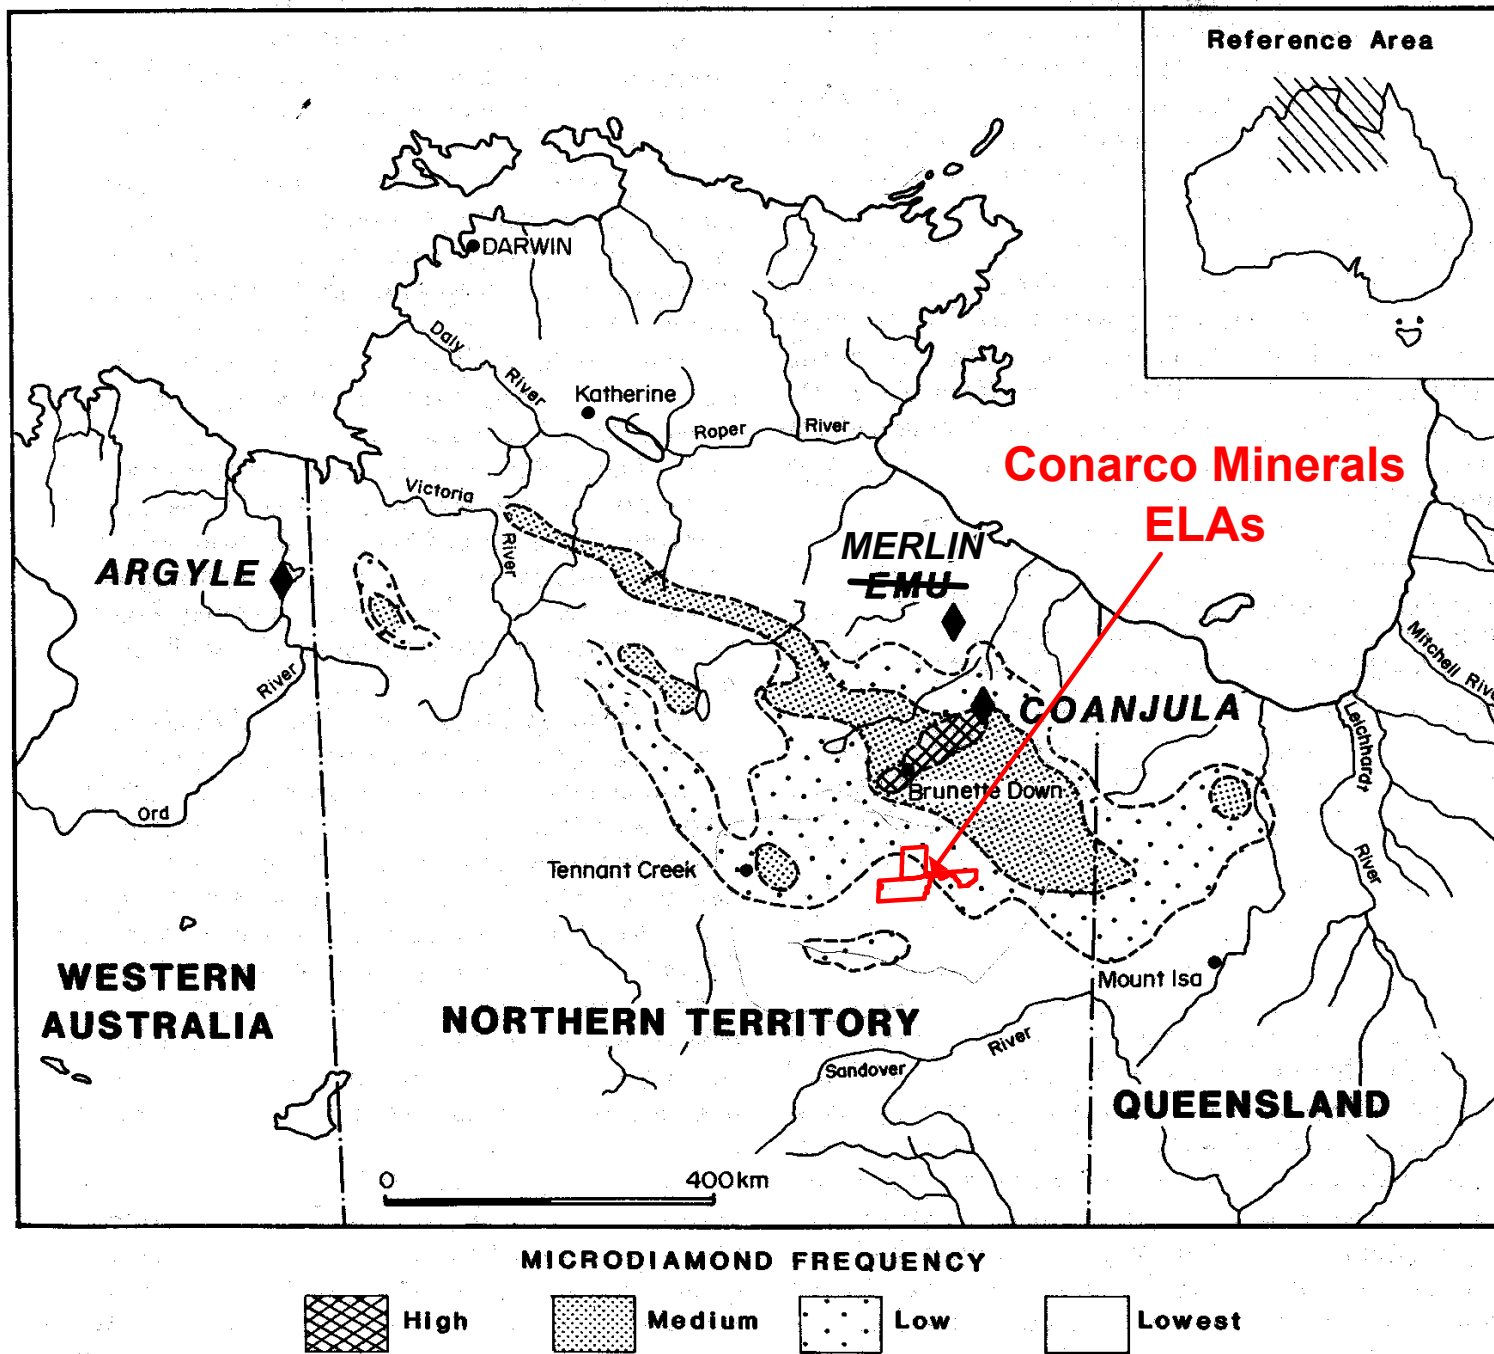 Reference Area
DARWIN
Daly
River
Katherine
Roper
River
Conarco Minerals
ELAs
Victoria
River
MERLIN
EMU
ARGYLE
River
Mitchell River
COANJULA
Leichhardt
River
Brunette Down
Ord
Tennant Creek
WESTERN
AUSTRALIA
Mount Isa
NORTHERN TERRITORY
River
Sandover
QUEENSLAND
0 400km
MICRODIAMOND FREQUENCY
High Medium Low Lowest